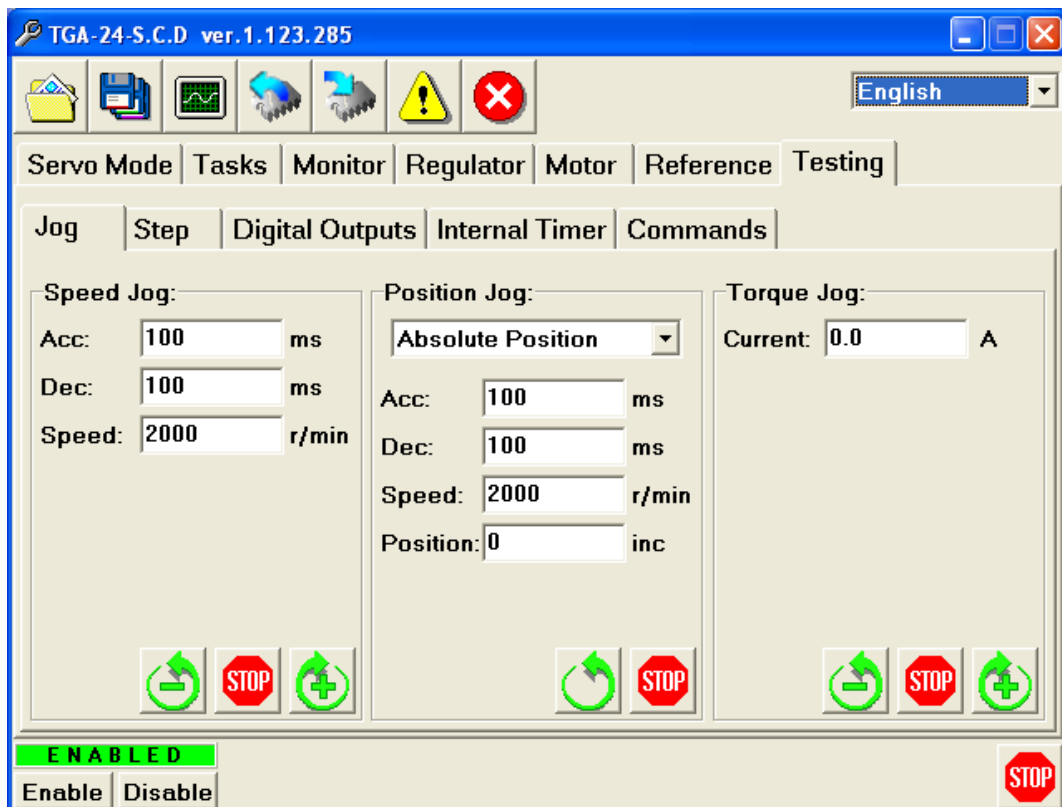 TGA-24-S.C.D ver.1.123.285
English
Servo Mode Tasks Monitor Regulator Motor Reference Testing
Jog Step Digital Outputs Internal Timer Commands
Speed Jog:
Acc: 100 ms
Dec: 100 ms
Speed: 2000 r/min
STOP
Position Jog:
Absolute Position
Acc: 100 ms
Dec: 100 ms
Speed: 2000 r/min
Position: 0 inc
STOP
Torque Jog:
Current: 0.0 A
STOP
ENABLED
Enable Disable
STOP